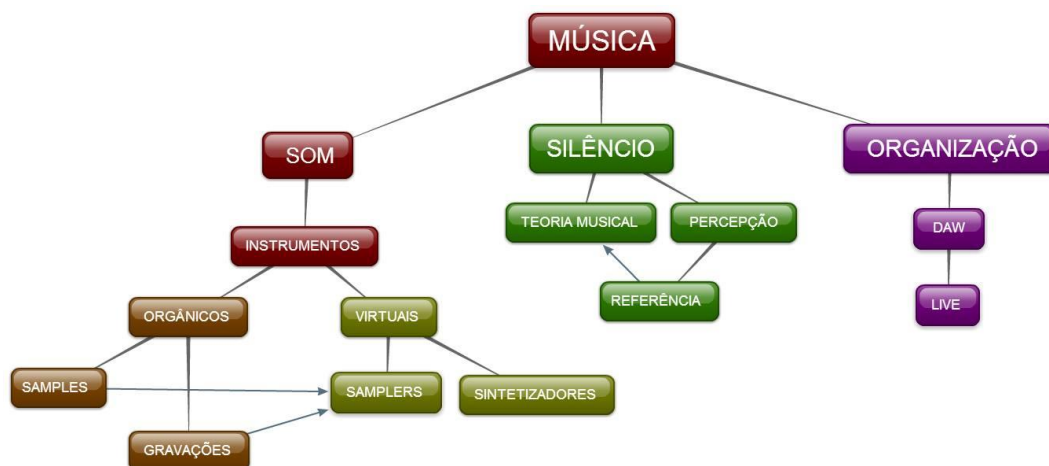 MÚSICA
SOM
SILÊNCIO
ORGANIZAÇÃO
TEORIA MUSICAL
PERCEPÇÃO
DAW
INSTRUMENTOS
REFERÊNCIA
LIVE
ORGÂNICOS
VIRTUAIS
SAMPLES
SAMPLERS
SINTETIZADORES
GRAVAÇÕES